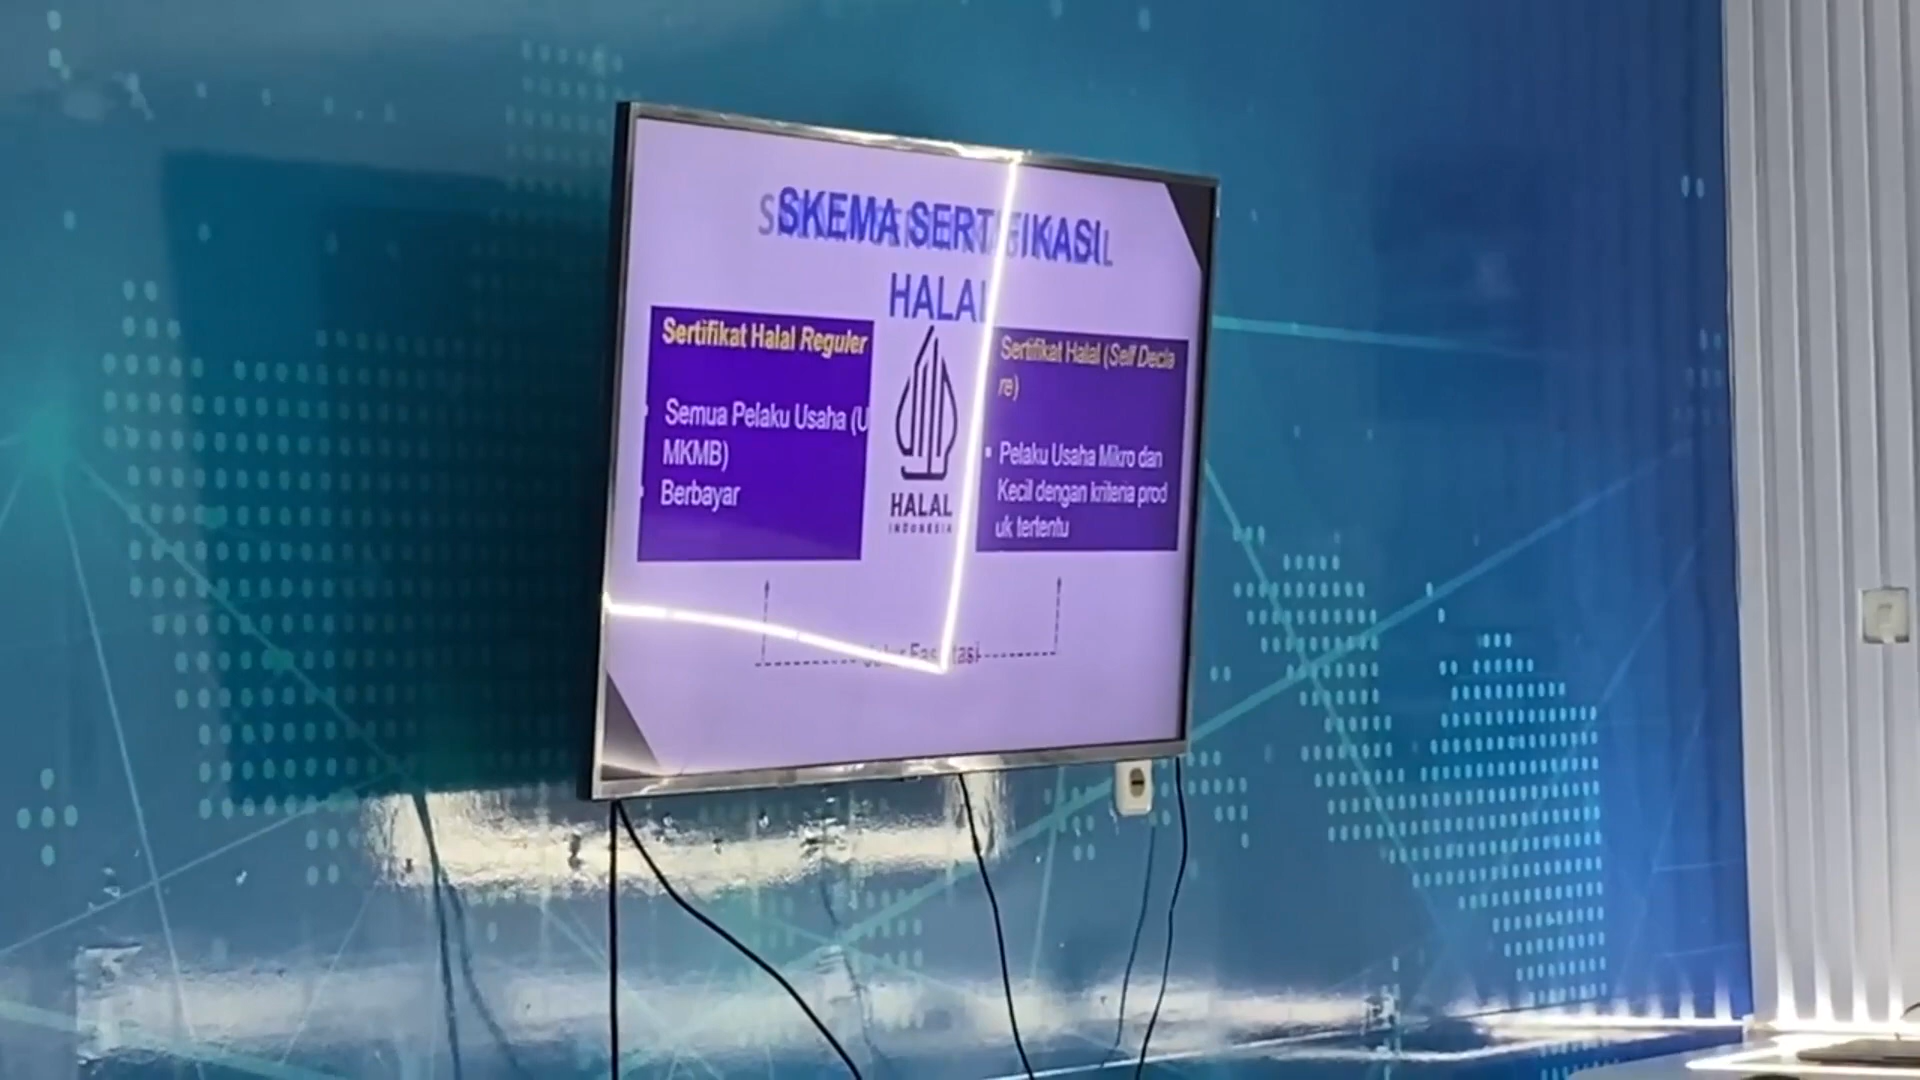 SKEMA SERTIFIKASI
HALAL
Sertifikat Halal Reguler
Semua Pelaku Usaha (U
MKMB)
Berbayar
HALAL
INDONESIA
Sertifikat Halal (Self Decla
re)
Pelaku Usaha Mikro dan
Kecil dengan kriteria prod
uk tertentu